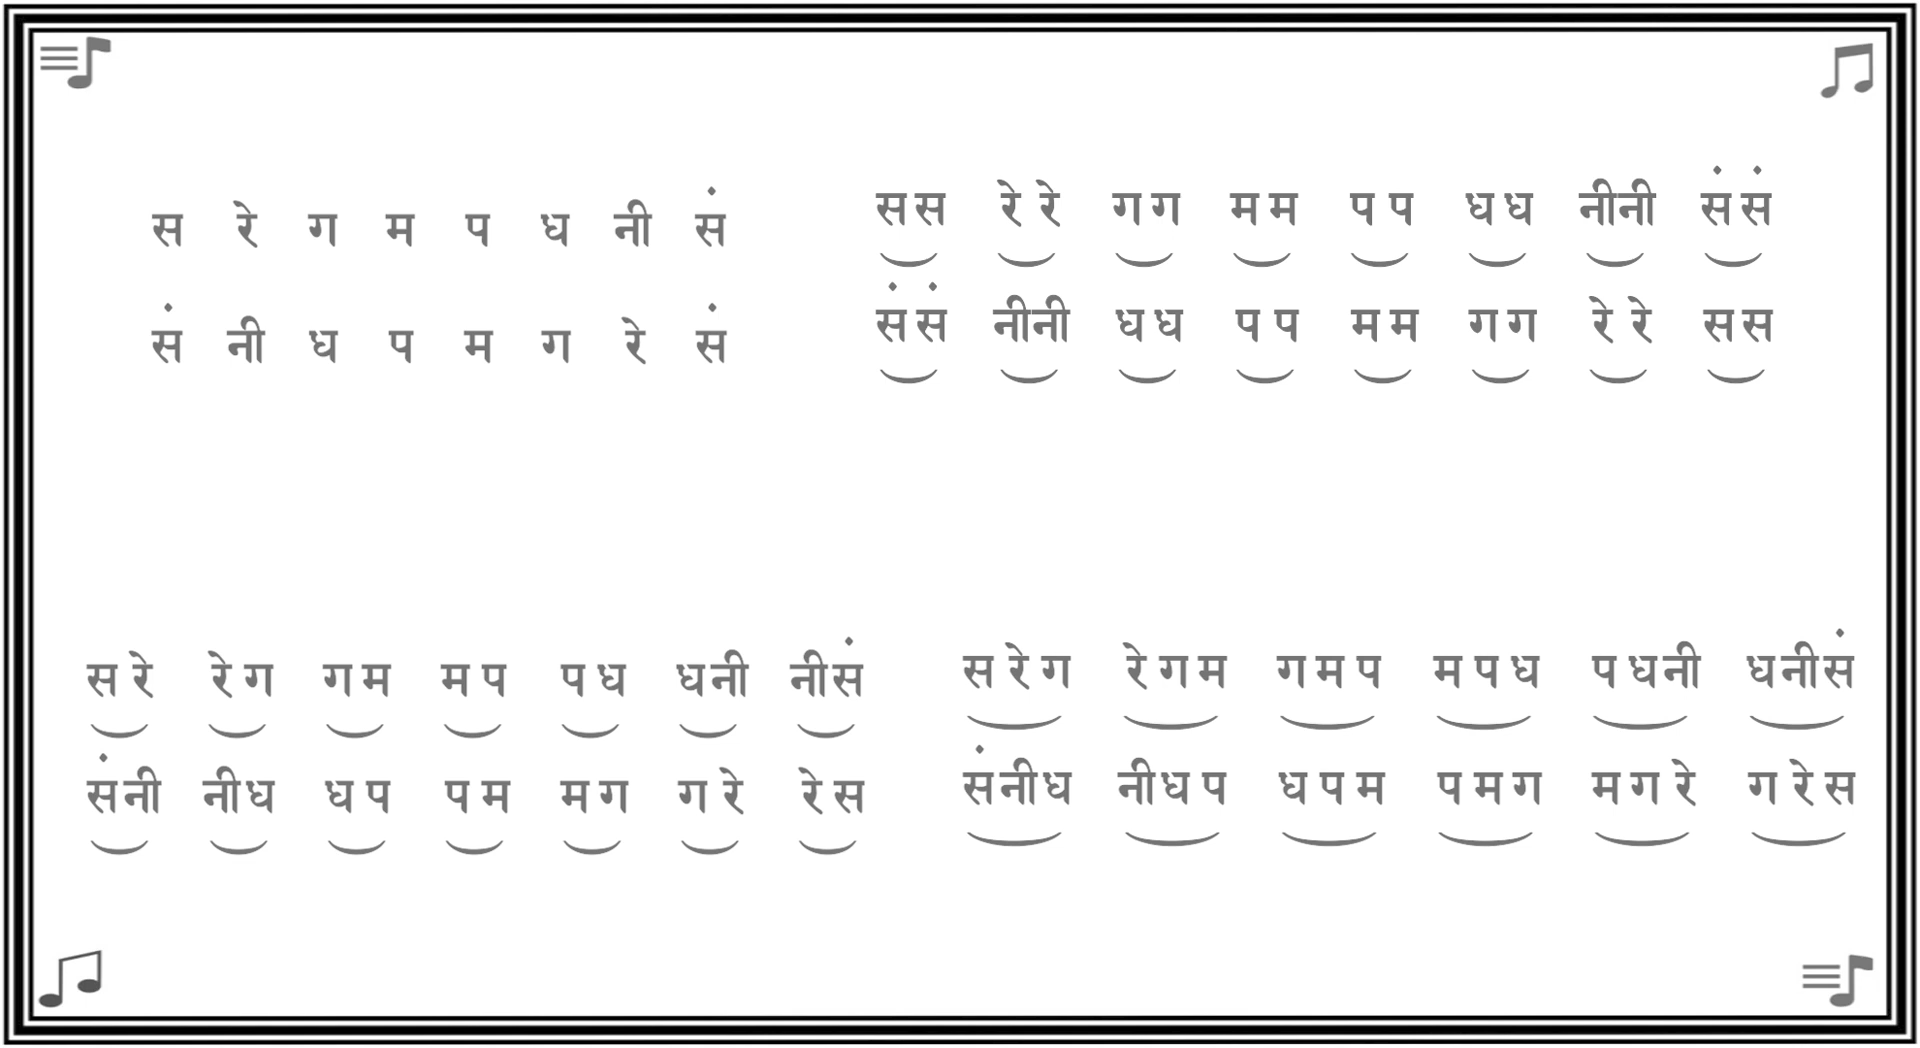 स रे ग म प ध नी सं
सं नी ध प म ग रे सं
सस रेरे गग मम पप धध नीनी संसं
संसं नीनी धध पप मम गग रेरे सस
सरे रेग गम मप पध धनी नीसं
संनी नीध धप पम मग गरे रेस
सरेग रेगम गमप मपध पधनी धनीसं
संनीध नीधप धपम पमग मगरे गरेस